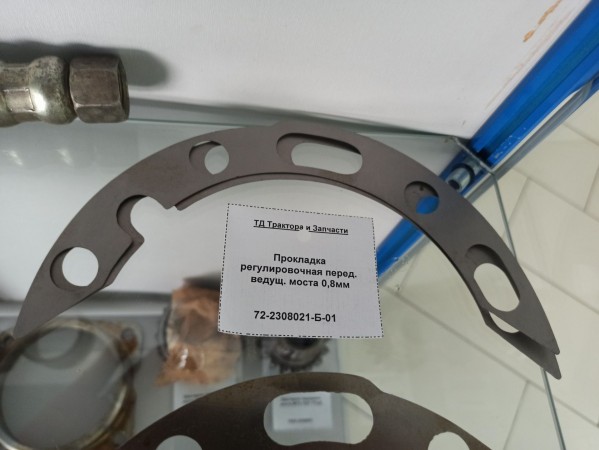 ТД Трактора и Запчасти
Прокладка
регулировочная перед.
ведущ. моста 0,8мм
72-2308021-Б-01